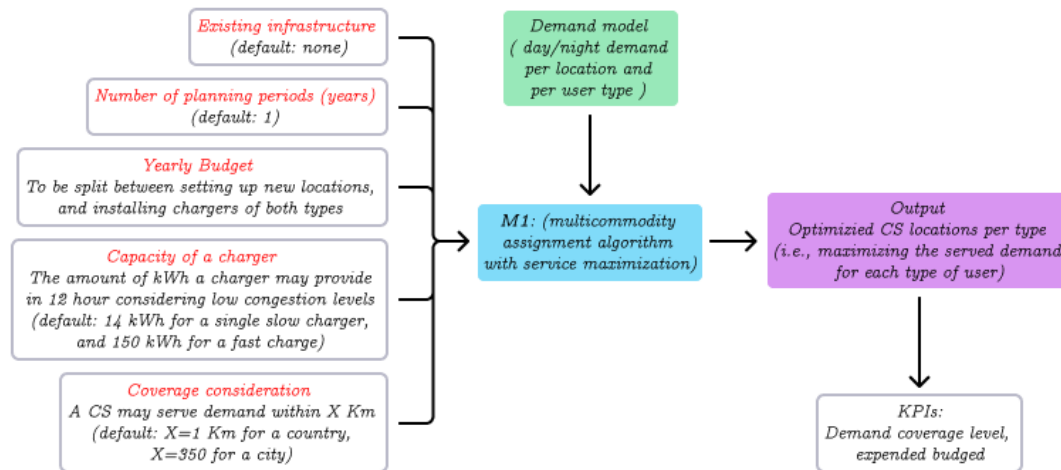 Existing infrastructure
(default: none)
Number of planning periods (years)
(default: 1)
Yearly Budget
To be split between setting up new locations,
and installing chargers of both types
Capacity of a charger
The amount of kWh a charger may provide
in 12 hour considering low congestion levels
(default: 14 kWh for a single slow charger,
and 150 kWh for a fast charge)
Coverage consideration
A CS may serve demand within X Km
(default: X=1 Km for a country,
X=350 for a city)
Demand model
( day/night demand
per location and
per user type )
M1: (multicommodity
assignment algorithm
with service maximization)
Output
Optimizied CS locations per type
(i.e., maximizing the served demand
for each type of user)
KPIs:
Demand coverage level,
expended budged